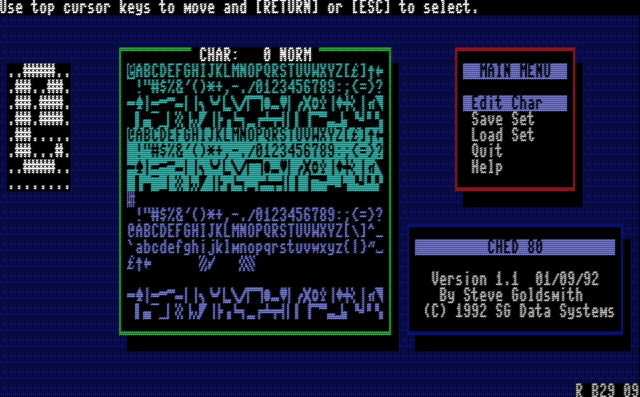 Use top cursor keys to move and [RETURN] or [ESC] to select.
CHAR:   0 NORM
@ABCDEFGHIJKLMNOPQRSTUVWXYZ[£]↑←
!"#$%&'()*+,-./0123456789:;<=>?
@ABCDEFGHIJKLMNOPQRSTUVWXYZ[£]↑←
!"#$%&'()*+,-./0123456789:;<=>?
!"#$%&'()*+,-./0123456789:;<=>?
@ABCDEFGHIJKLMNOPQRSTUVWXYZ[\]^_
`abcdefghijklmnopqrstuvwxyz{|}~
£↑←
MAIN MENU
Edit Char
Save Set
Load Set
Quit
Help
CHED 80
Version 1.1  01/09/92
By Steve Goldsmith
(C) 1992 SG Data Systems
R B29 09